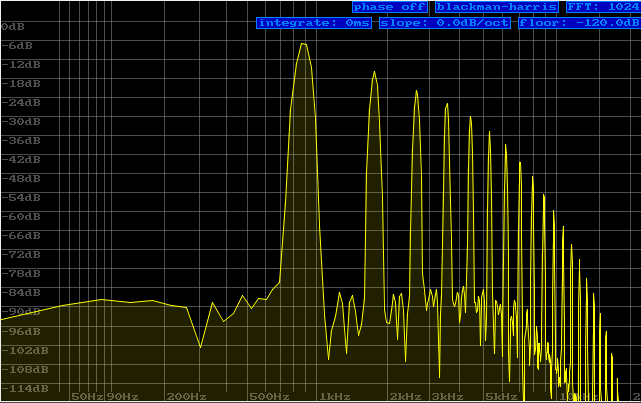 phase off blackman-harris FFT: 1024
integrate: 0ms slope: 0.0dB/oct floor: -120.0dB
0dB
-6dB
-12dB
-18dB
-24dB
-30dB
-36dB
-42dB
-48dB
-54dB
-60dB
-66dB
-72dB
-78dB
-84dB
-90dB
-96dB
-102dB
-108dB
-114dB
50Hz 90Hz 200Hz 500Hz 1kHz 2kHz 3kHz 5kHz